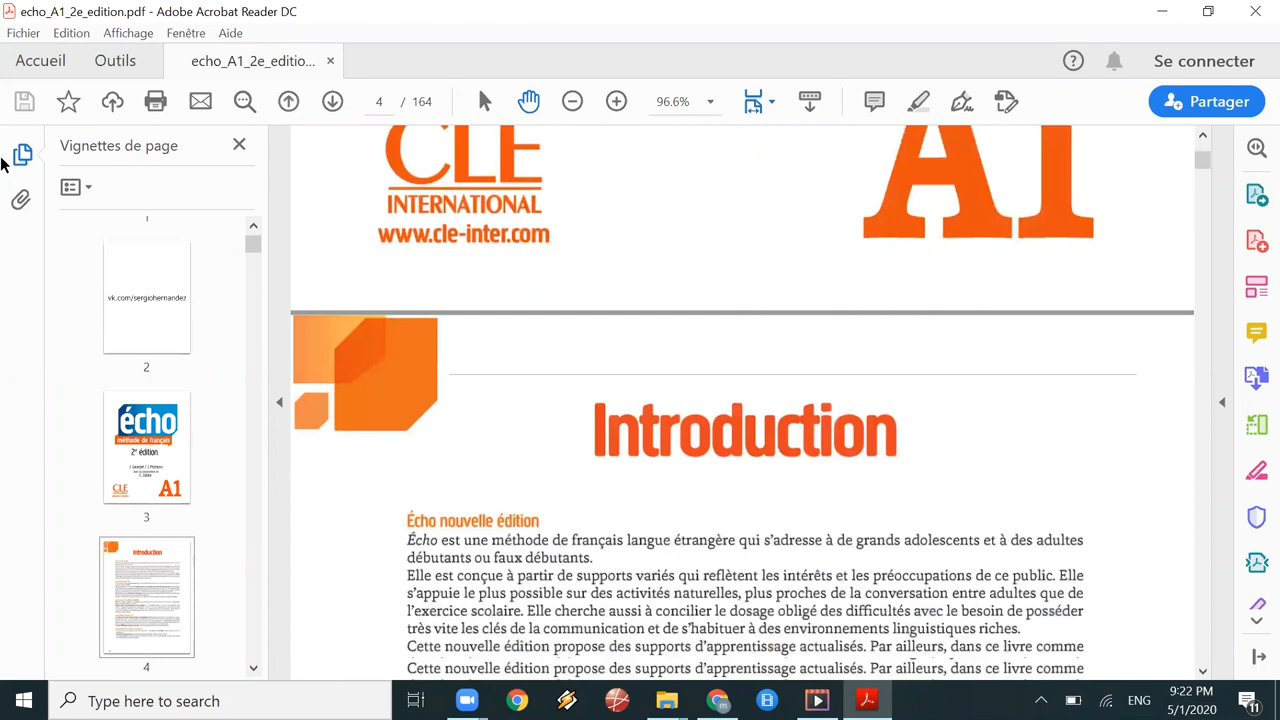 echo_A1_2e_edition.pdf - Adobe Acrobat Reader DC
Fichier Edition Affichage Fenêtre Aide
Accueil Outils echo_A1_2e_editio... × Se connecter
4 / 164 96.6% Partager
Vignettes de page
1
vk.com/sergiohernandez
2
écho
méthode de français
2e édition
CLE
A1
3
Introduction
4
CLE
INTERNATIONAL
www.cle-inter.com
A1
Introduction
Écho nouvelle édition
Écho est une méthode de français langue étrangère qui s'adresse à de grands adolescents et à des adultes
débutants ou faux débutants.
Elle est conçue à partir de supports variés qui reflètent les intérêts et les préoccupations de ce public. Elle
s'appuie le plus possible sur des activités naturelles, plus proches de la conversation entre adultes que de
l'exercice scolaire. Elle cherche aussi à concilier le dosage obligé des difficultés avec le besoin de posséder
très vite les clés de la communication et de s'habituer à des environnements linguistiques riches.
Cette nouvelle édition propose des supports d'apprentissage actualisés. Par ailleurs, dans ce livre comme
Cette nouvelle édition propose des supports d'apprentissage actualisés. Par ailleurs, dans ce livre comme
Type here to search
ENG
9:22 PM
5/1/2020
11